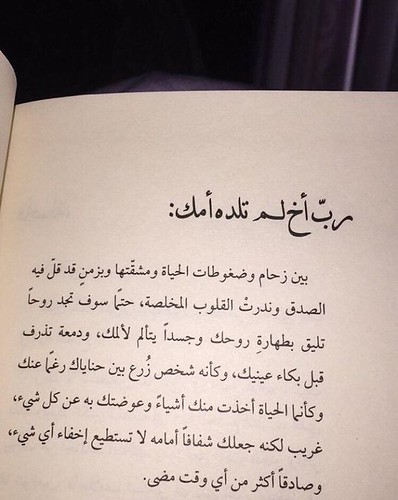 ربّ أخ لم تلده أمك:
بين زحام وضغوطات الحياة ومشقّتها وبزمنٍ قد قلّ فيه
الصدق وندرتْ القلوب المخلصة، حتمًا سوف تجد روحاً
تليق بطهارةِ روحك وجسداً يتألم لألمك، ودمعة تذرف
قبل بكاء عينيك، وكأنه شخص زُرع بين حناياك رغمًا عنك
وكأنما الحياة أخذت منك أشياءً وعوضتك به عن كل شيء،
غريب لكنه جعلك شفافاً أمامه لا تستطيع إخفاء أي شيء،
وصادقاً أكثر من أي وقت مضى.